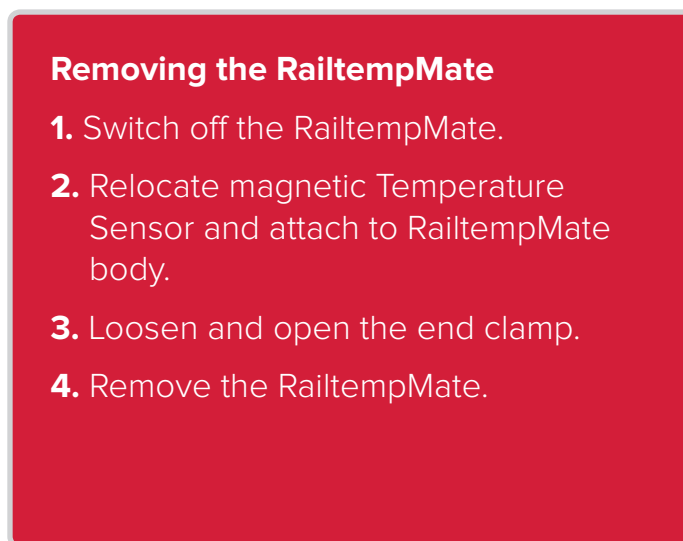 Removing the RailtempMate
1. Switch off the RailtempMate.
2. Relocate magnetic Temperature
Sensor and attach to RailtempMate
body.
3. Loosen and open the end clamp.
4. Remove the RailtempMate.